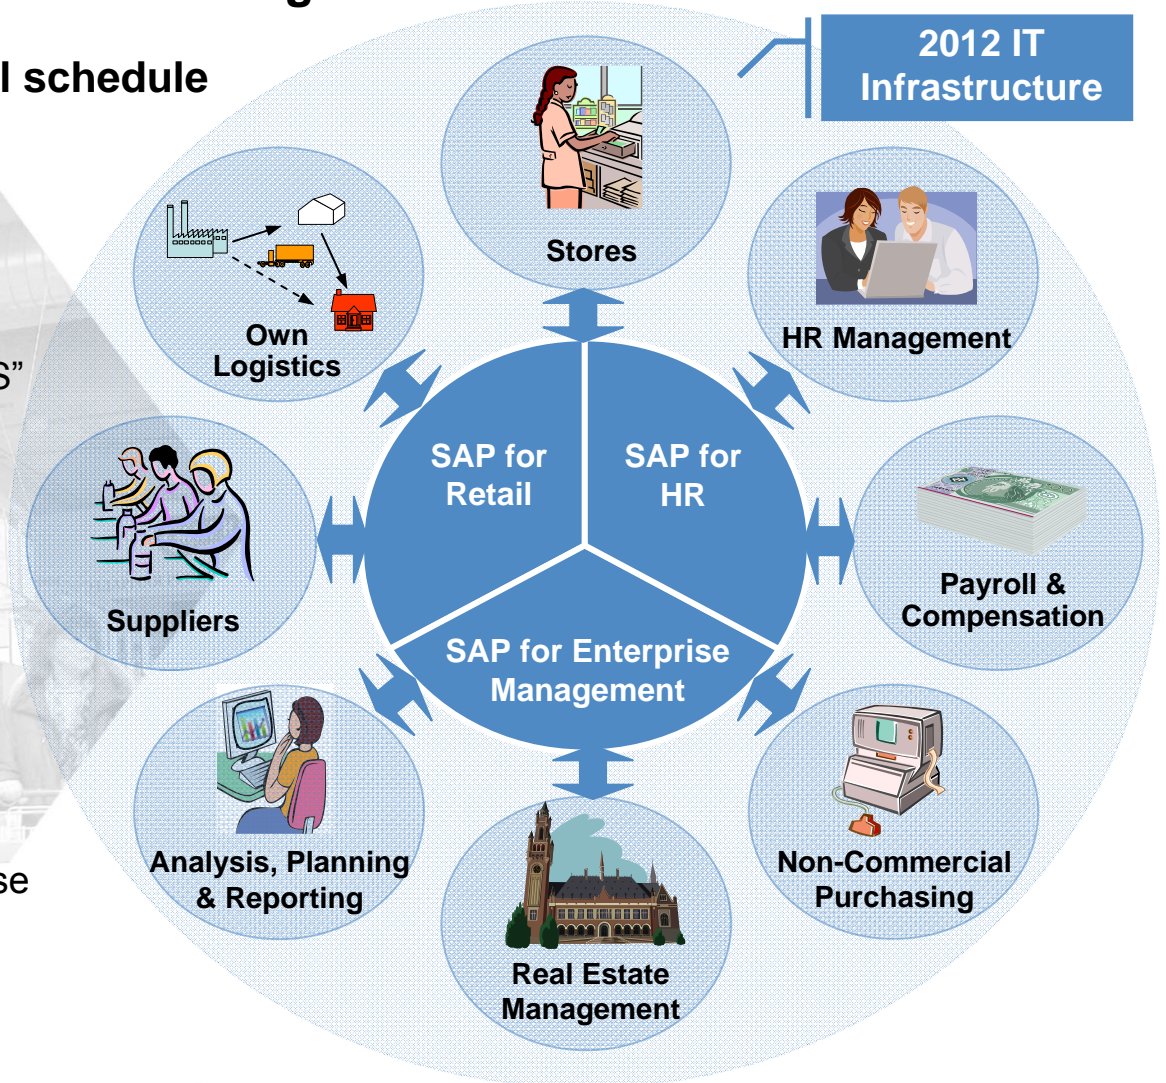 l schedule
2012 IT
Infrastructure
Stores
HR Management
Own
Logistics
S”
SAP for
Retail
SAP for
HR
Payroll &
Compensation
Suppliers
SAP for Enterprise
Management
Analysis, Planning
& Reporting
Non-Commercial
Purchasing
se
Real Estate
Management